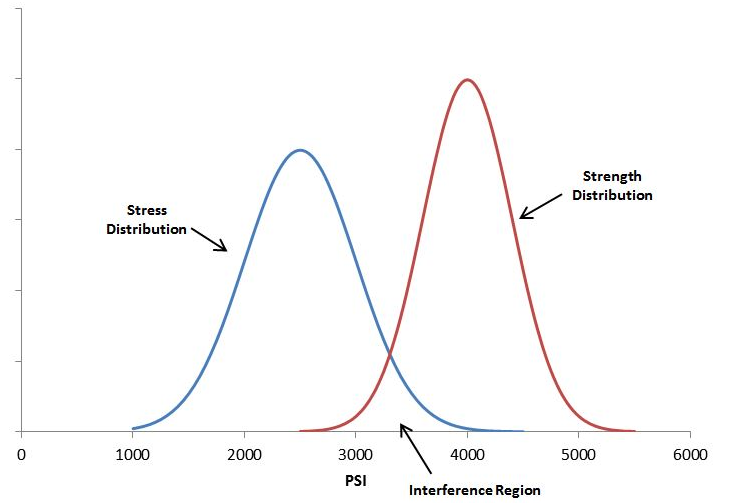 Stress
Distribution
Strength
Distribution
0 1000 2000 3000 4000 5000 6000
PSI
Interference Region